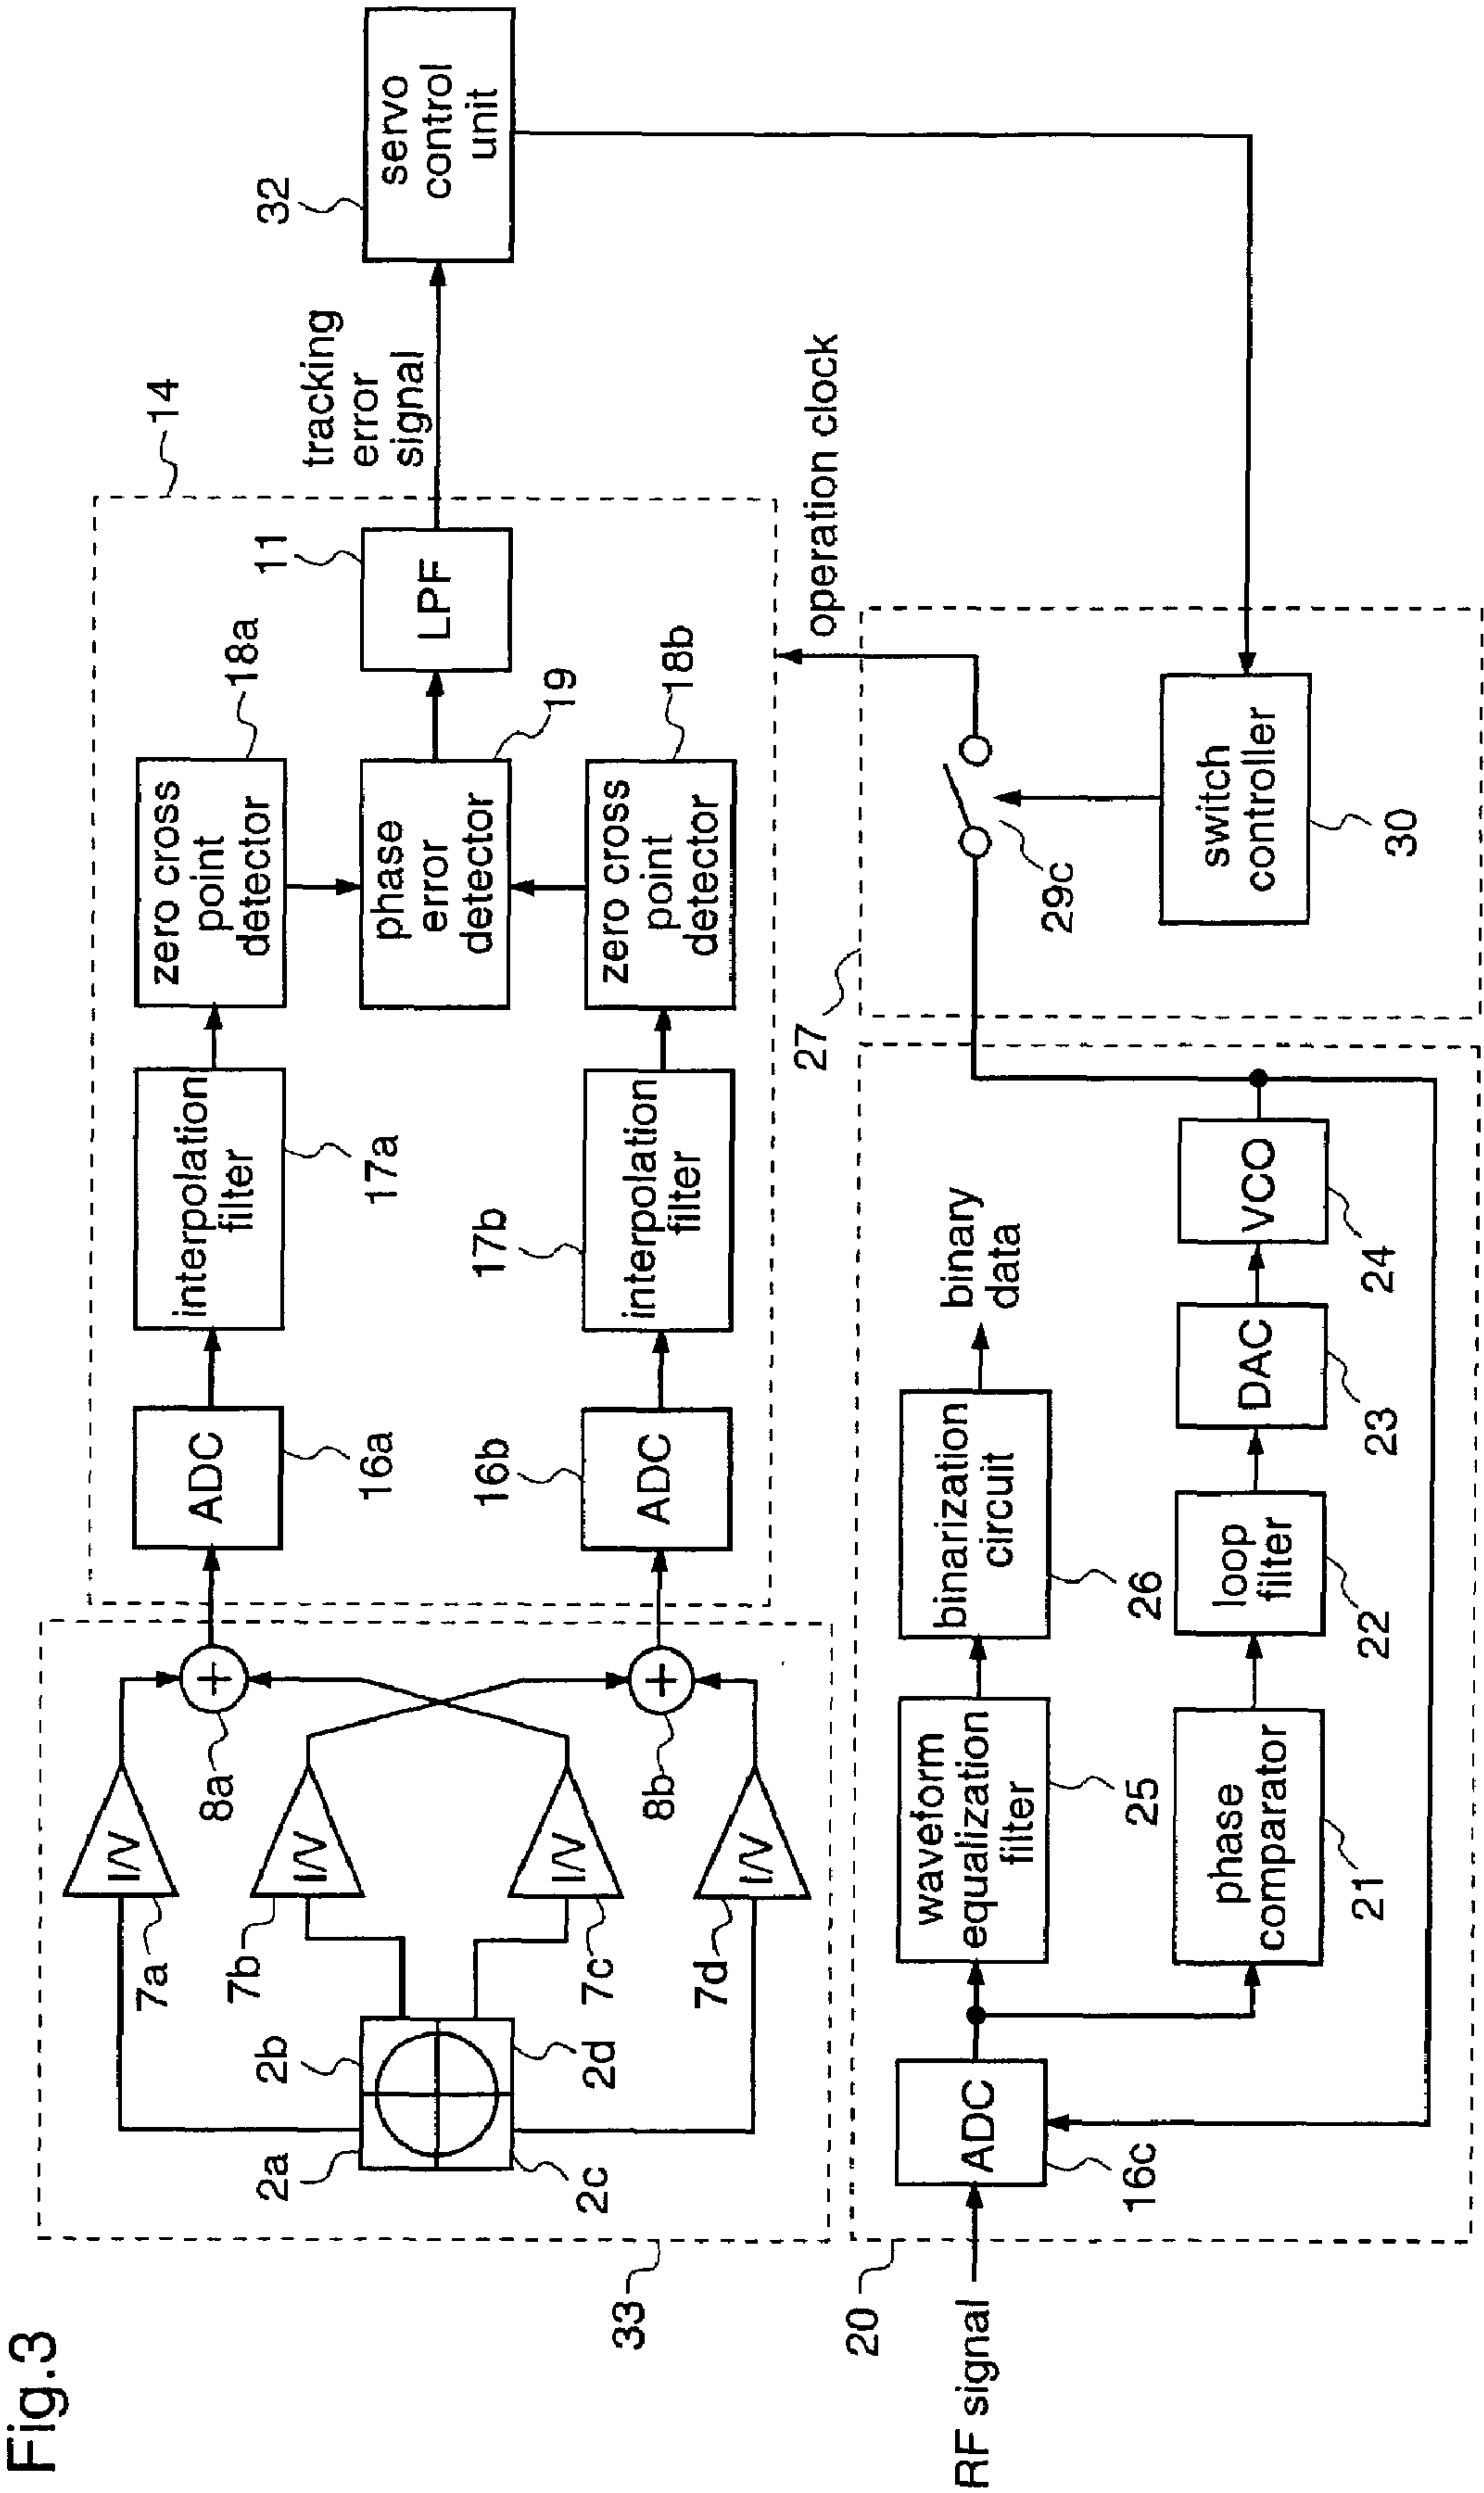 Fig.3
33
2a
2b
2c
2d
7a
7b
7c
7d
I/V
I/V
I/V
I/V
8a
+
8b
+
14
ADC
16a
interpolation
filter
17a
zero cross
point
detector
18a
ADC
16b
interpolation
filter
17b
zero cross
point
detector
18b
phase
error
detector
19
LPF
11
tracking
error
signal
servo
control
unit
32
operation clock
RF signal
20
ADC
16c
waveform
equalization
filter
25
binarization
circuit
26
binary
data
phase
comparator
21
loop
filter
22
DAC
23
VCO
24
27
29c
switch
controller
30